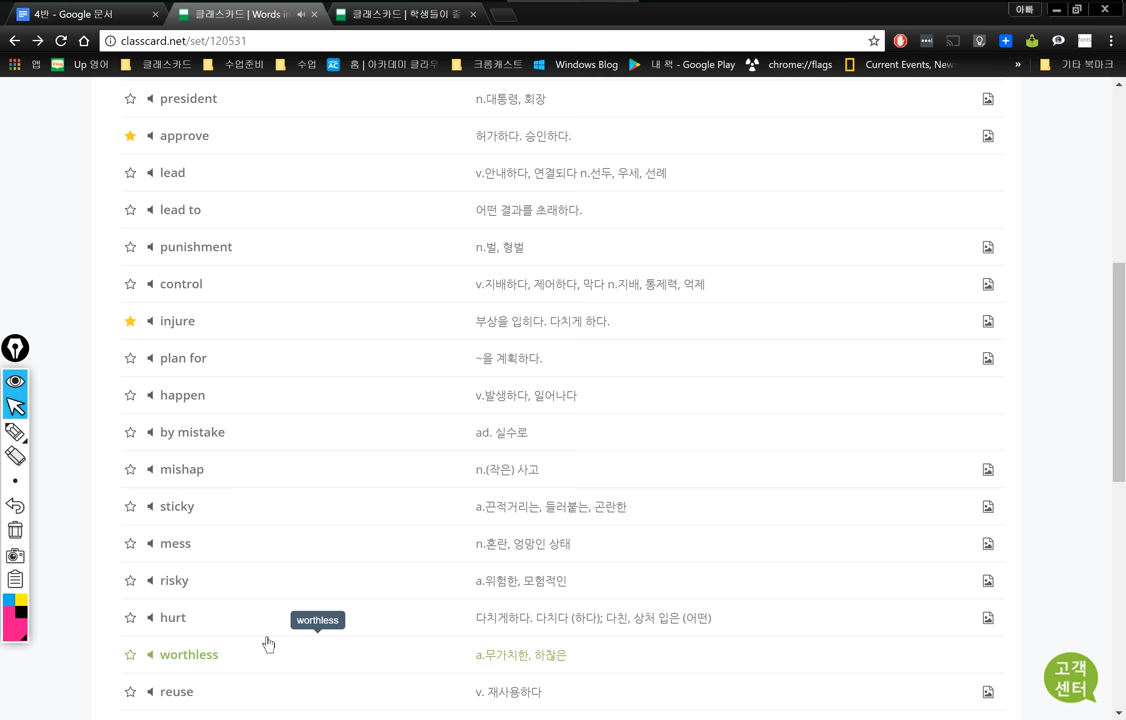 4반 - Google 문서
클래스카드 | Words in
클래스카드 | 학생들이 좋
아빠
classcard.net/set/120531
앱
Up 영어
클래스카드
수업준비
수업
홈 | 아카데미 클라우
크롬캐스트
Windows Blog
내 책 - Google Play
chrome://flags
Current Events, New
»
기타 북마크
president n.대통령, 회장
approve 허가하다. 승인하다.
lead v.안내하다, 연결되다 n.선두, 우세, 선례
lead to 어떤 결과를 초래하다.
punishment n.벌, 형벌
control v.지배하다, 제어하다, 막다 n.지배, 통제력, 억제
injure 부상을 입히다. 다치게 하다.
plan for ~을 계획하다.
happen v.발생하다, 일어나다
by mistake ad. 실수로
mishap n.(작은) 사고
sticky a.끈적거리는, 들러붙는, 곤란한
mess n.혼란, 엉망인 상태
risky a.위험한, 모험적인
hurt 다치게하다. 다치다 (하다); 다친, 상처 입은 (어떤)
worthless
worthless a.무가치한, 하찮은
reuse v. 재사용하다
고객
센터